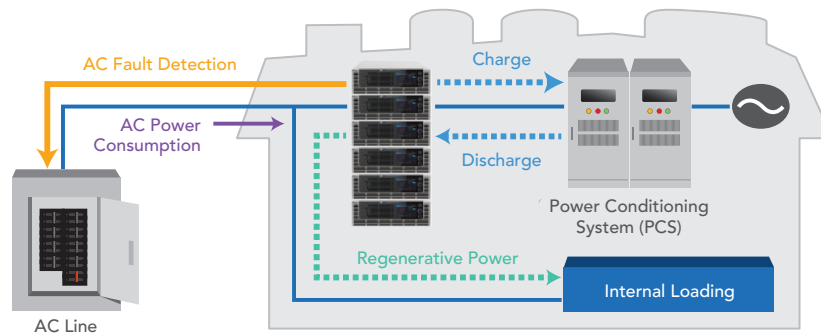 AC Fault Detection
Charge
AC Power
Consumption
Discharge
Power Conditioning
System (PCS)
Regenerative Power
Internal Loading
AC Line